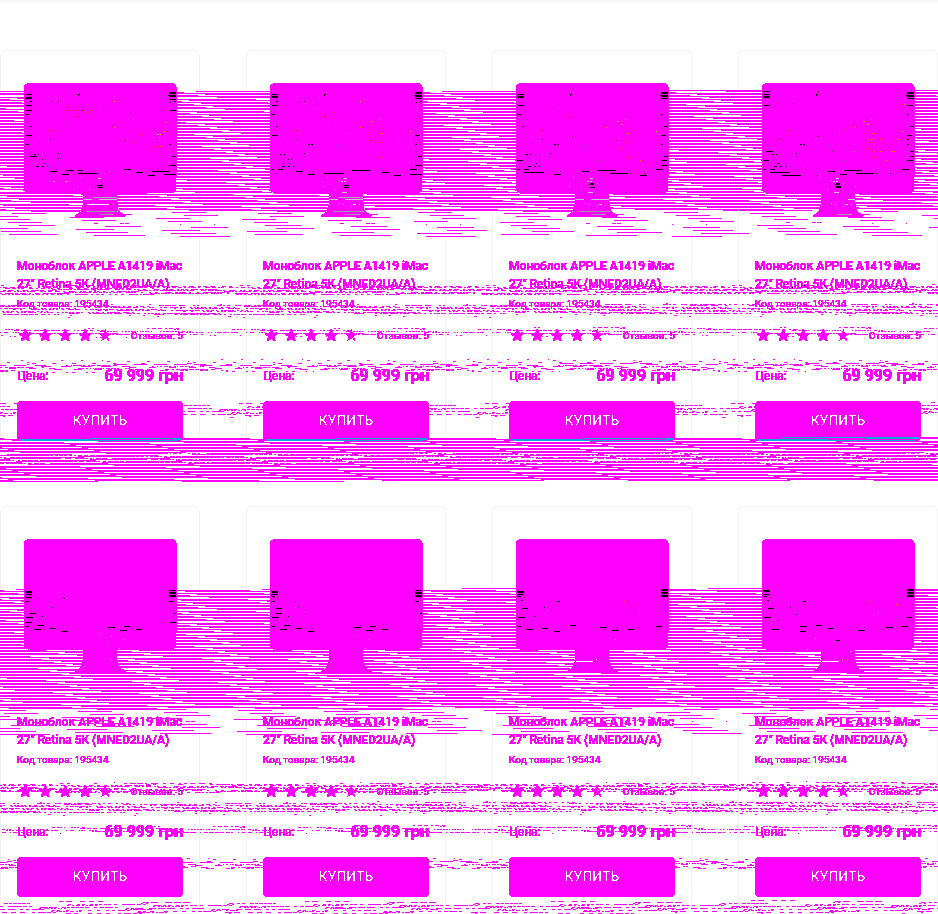 Моноблок APPLE A1419 iMac
27" Retina 5K (MNED2UA/A)
Код товара: 195434
Отзывов: 5
Цена: 69 999 грн
КУПИТЬ
Моноблок APPLE A1419 iMac
27" Retina 5K (MNED2UA/A)
Код товара: 195434
Отзывов: 5
Цена: 69 999 грн
КУПИТЬ
Моноблок APPLE A1419 iMac
27" Retina 5K (MNED2UA/A)
Код товара: 195434
Отзывов: 5
Цена: 69 999 грн
КУПИТЬ
Моноблок APPLE A1419 iMac
27" Retina 5K (MNED2UA/A)
Код товара: 195434
Отзывов: 5
Цена: 69 999 грн
КУПИТЬ
Моноблок APPLE A1419 iMac
27" Retina 5K (MNED2UA/A)
Код товара: 195434
Отзывов: 5
Цена: 69 999 грн
КУПИТЬ
Моноблок APPLE A1419 iMac
27" Retina 5K (MNED2UA/A)
Код товара: 195434
Отзывов: 5
Цена: 69 999 грн
КУПИТЬ
Моноблок APPLE A1419 iMac
27" Retina 5K (MNED2UA/A)
Код товара: 195434
Отзывов: 5
Цена: 69 999 грн
КУПИТЬ
Моноблок APPLE A1419 iMac
27" Retina 5K (MNED2UA/A)
Код товара: 195434
Отзывов: 5
Цена: 69 999 грн
КУПИТЬ